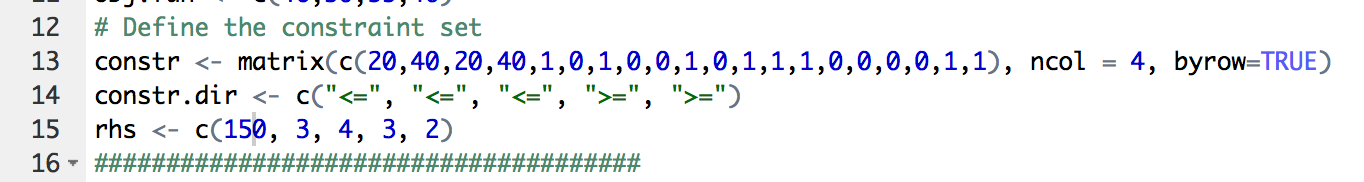 12 # Define the constraint set
13 constr <- matrix(c(20,40,20,40,1,0,1,0,0,1,0,1,1,1,0,0,0,0,1,1), ncol = 4, byrow=TRUE)
14 constr.dir <- c("<=", "<=", "<=", ">=", ">=")
15 rhs <- c(150, 3, 4, 3, 2)
16 ######################################